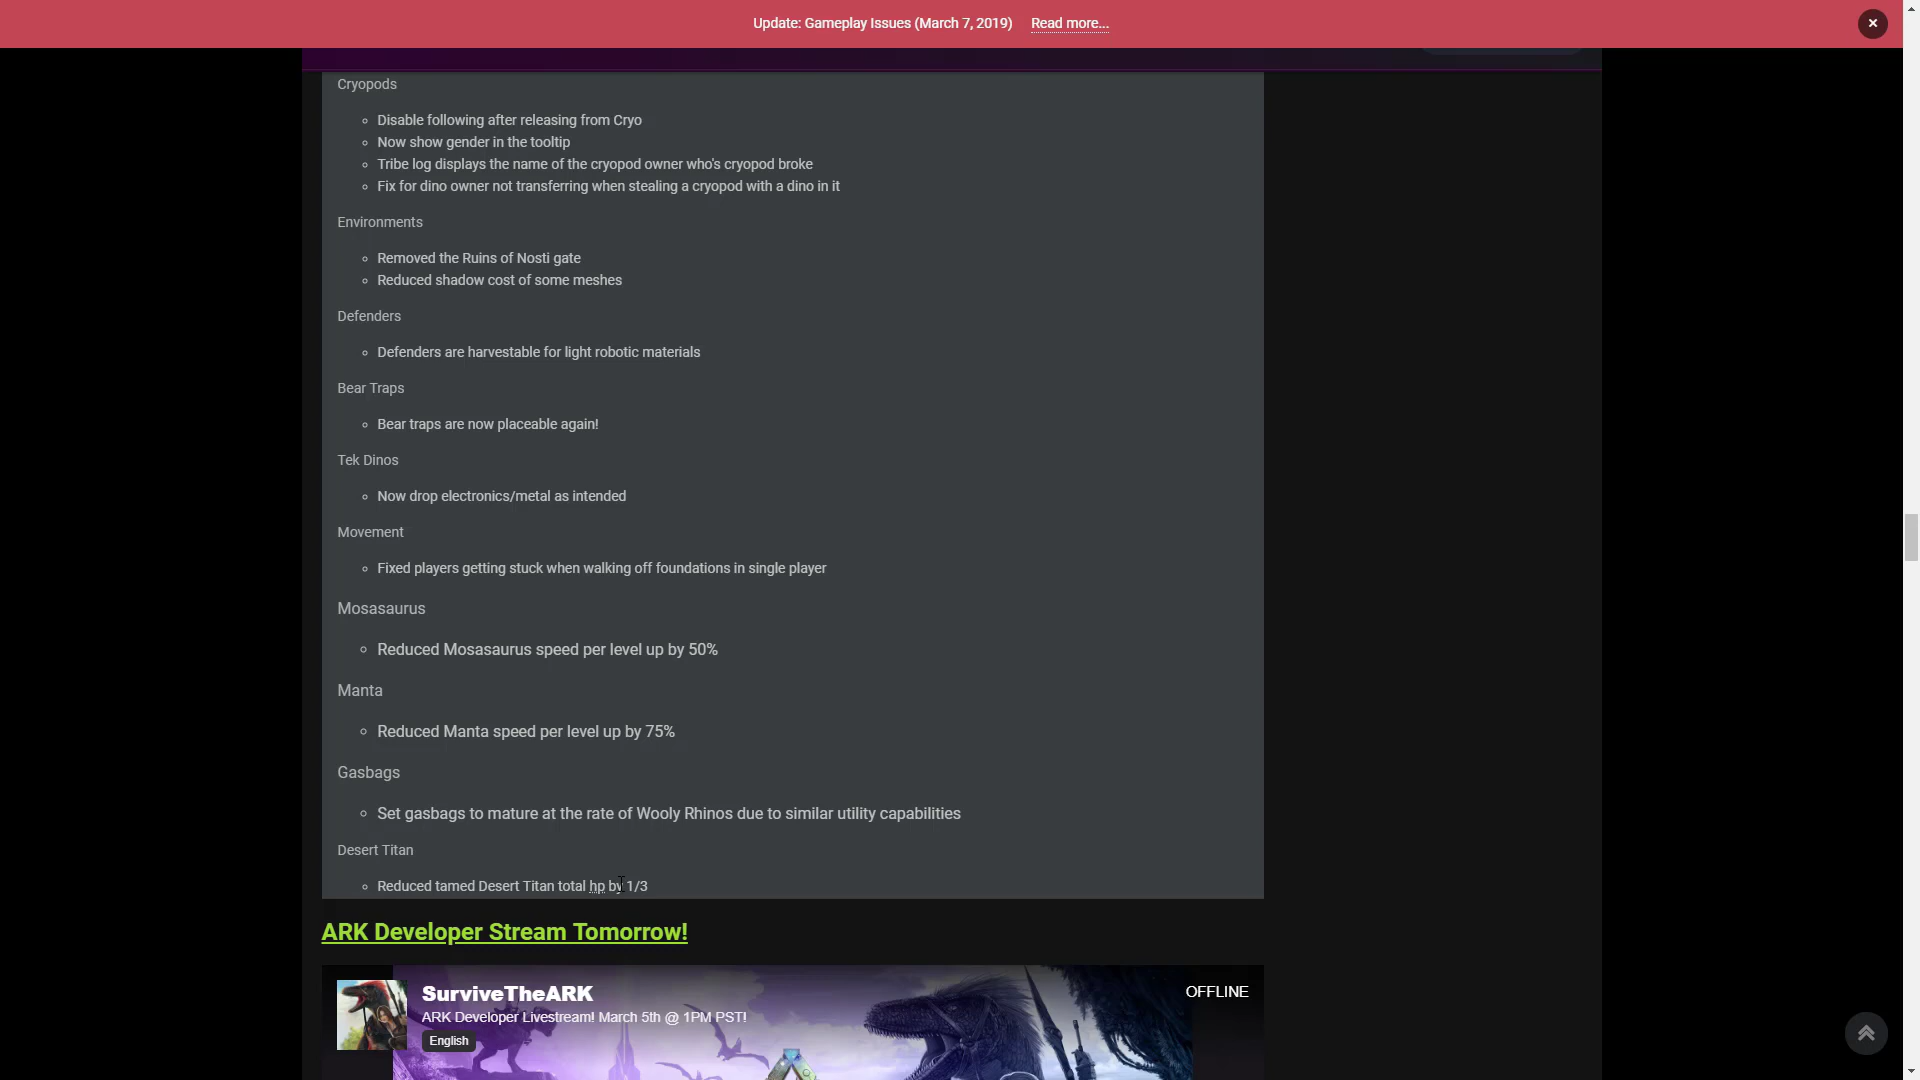 Update: Gameplay Issues (March 7, 2019) Read more...
Cryopods
Disable following after releasing from Cryo
Now show gender in the tooltip
Tribe log displays the name of the cryopod owner who's cryopod broke
Fix for dino owner not transferring when stealing a cryopod with a dino in it
Environments
Removed the Ruins of Nosti gate
Reduced shadow cost of some meshes
Defenders
Defenders are harvestable for light robotic materials
Bear Traps
Bear traps are now placeable again!
Tek Dinos
Now drop electronics/metal as intended
Movement
Fixed players getting stuck when walking off foundations in single player
Mosasaurus
Reduced Mosasaurus speed per level up by 50%
Manta
Reduced Manta speed per level up by 75%
Gasbags
Set gasbags to mature at the rate of Wooly Rhinos due to similar utility capabilities
Desert Titan
Reduced tamed Desert Titan total hp by 1/3
ARK Developer Stream Tomorrow!
SurviveTheARK
OFFLINE
ARK Developer Livestream! March 5th @ 1PM PST!
English